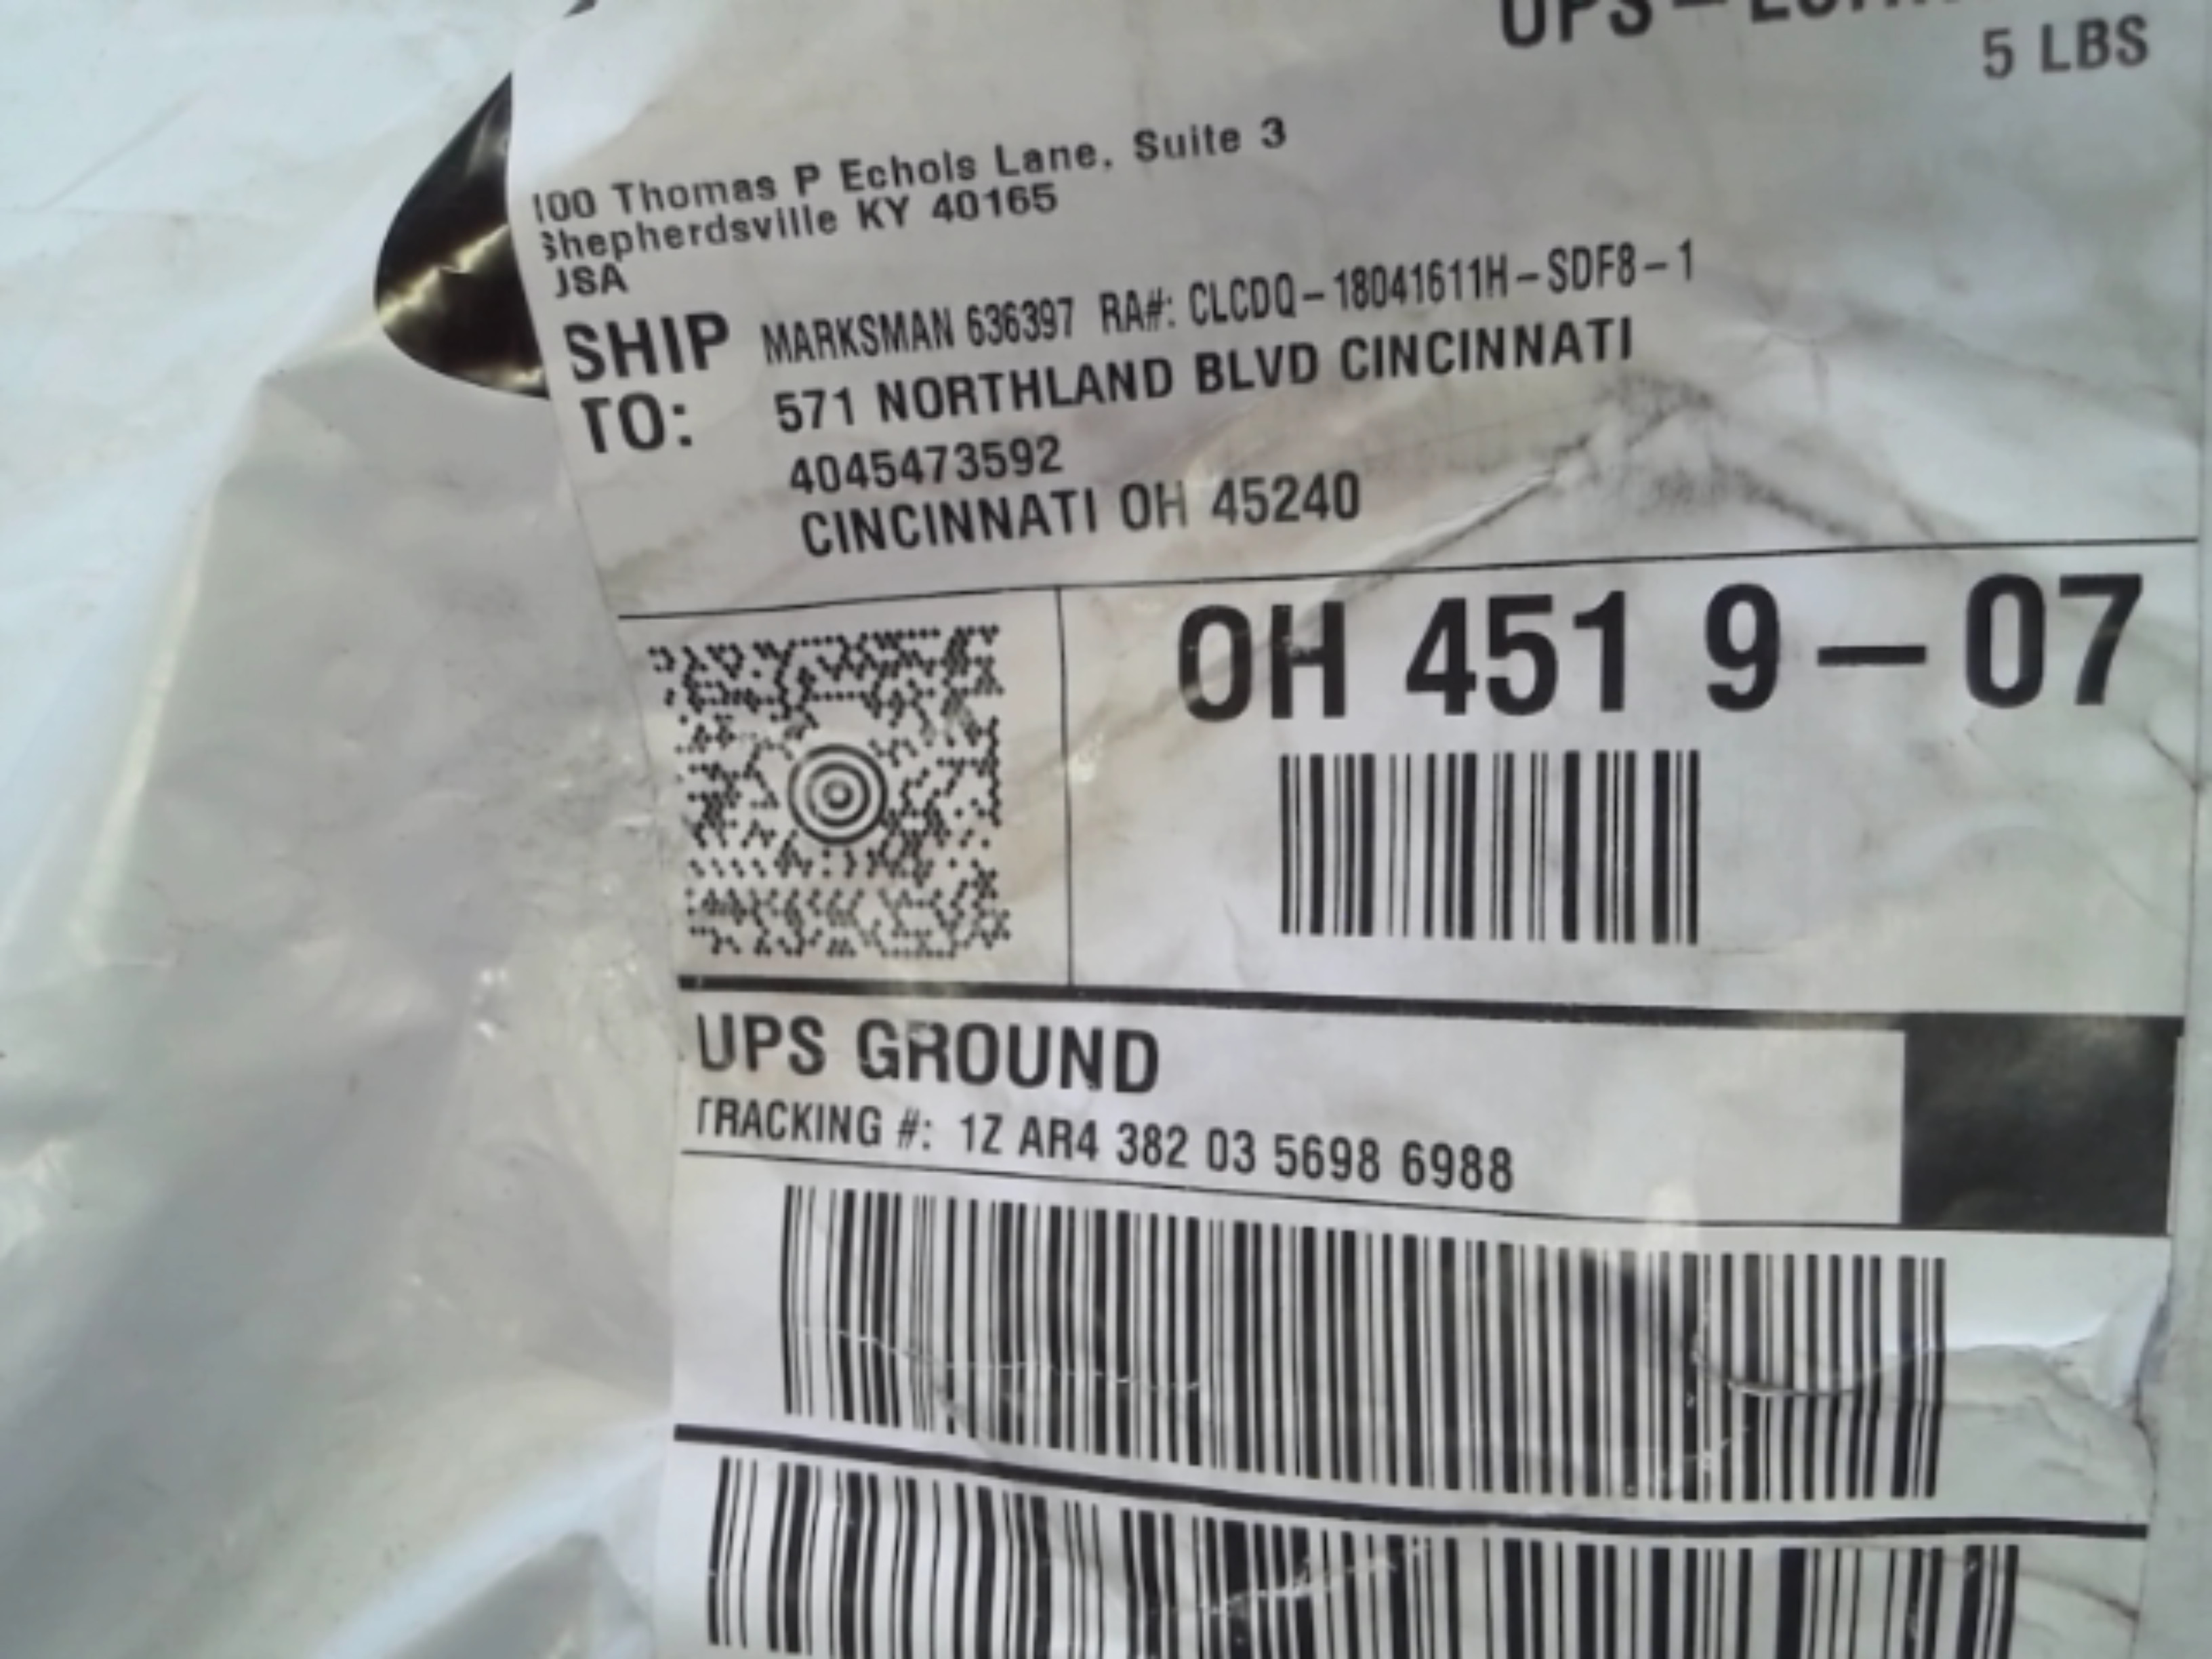 5 LBS
100 Thomas P Echols Lane, Suite 3
Shepherdsville KY 40165
USA
SHIP TO:
MARKSMAN 636397 RA#: CLCDQ-18041611H-SDF8-1
571 NORTHLAND BLVD CINCINNATI
4045473592
CINCINNATI OH 45240
OH 451 9-07
UPS GROUND
TRACKING #: 1Z AR4 382 03 5698 6988